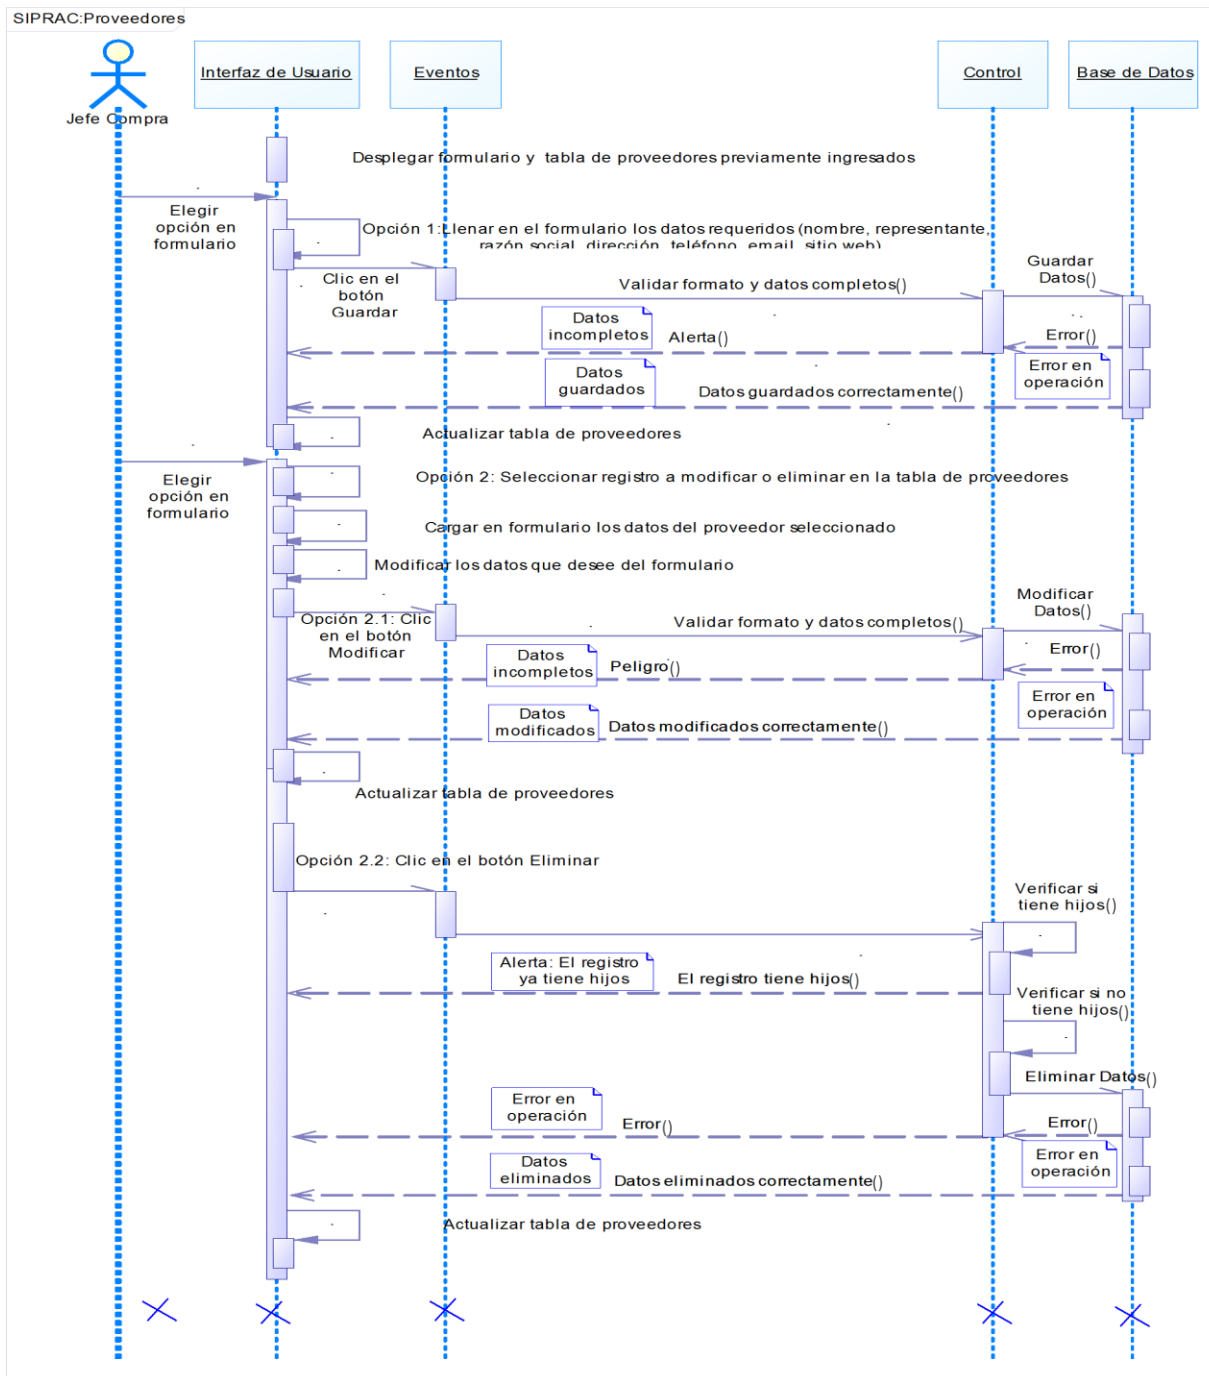 SIPRAC:Proveedores
Interfaz de Usuario
Eventos
Control
Base de Datos
Jefe Compra
Desplegar formulario y tabla de proveedores previamente ingresados
Elegir
opción en
formulario
Opción 1:Llenar en el formulario los datos requeridos (nombre, representante,
razón social, dirección, teléfono, email, sitio web)
Clic en el
botón
Guardar
Validar formato y datos completos()
Guardar
Datos()
Datos
incompletos
Alerta()
Error()
Error en
operación
Datos
guardados
Datos guardados correctamente()
Actualizar tabla de proveedores
Elegir
opción en
formulario
Opción 2: Seleccionar registro a modificar o eliminar en la tabla de proveedores
Cargar en formulario los datos del proveedor seleccionado
Modificar los datos que desee del formulario
Opción 2.1: Clic
en el botón
Modificar
Validar formato y datos completos()
Modificar
Datos()
Datos
incompletos
Peligro()
Error()
Error en
operación
Datos
modificados
Datos modificados correctamente()
Actualizar tabla de proveedores
Opción 2.2: Clic en el botón Eliminar
Verificar si
tiene hijos()
Alerta: El registro
ya tiene hijos
El registro tiene hijos()
Verificar si no
tiene hijos()
Eliminar Datos()
Error en
operación
Error()
Error()
Error en
operación
Datos
eliminados
Datos eliminados correctamente()
Actualizar tabla de proveedores